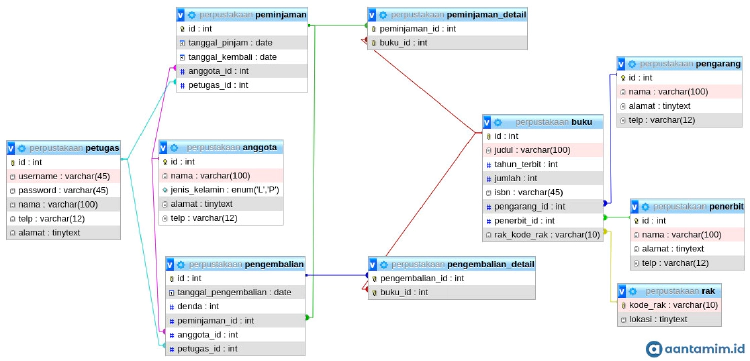 perpustakaan peminjaman
id : int
tanggal_pinjam : date
tanggal_kembali : date
anggota_id : int
petugas_id : int
perpustakaan peminjaman_detail
peminjaman_id : int
buku_id : int
perpustakaan pengarang
id : int
nama : varchar(100)
alamat : tinytext
telp : varchar(12)
perpustakaan buku
id : int
judul : varchar(100)
tahun_terbit : int
jumlah : int
isbn : varchar(45)
pengarang_id : int
penerbit_id : int
rak_kode_rak : varchar(10)
perpustakaan petugas
id : int
username : varchar(45)
password : varchar(45)
nama : varchar(100)
telp : varchar(12)
alamat : tinytext
perpustakaan anggota
id : int
nama : varchar(100)
jenis_kelamin : enum('L','P')
alamat : tinytext
telp : varchar(12)
perpustakaan penerbit
id : int
nama : varchar(100)
alamat : tinytext
telp : varchar(12)
perpustakaan pengembalian
id : int
tanggal_pengembalian : date
denda : int
peminjaman_id : int
anggota_id : int
petugas_id : int
perpustakaan pengembalian_detail
pengembalian_id : int
buku_id : int
perpustakaan rak
kode_rak : varchar(10)
lokasi : tinytext
aantamim.id